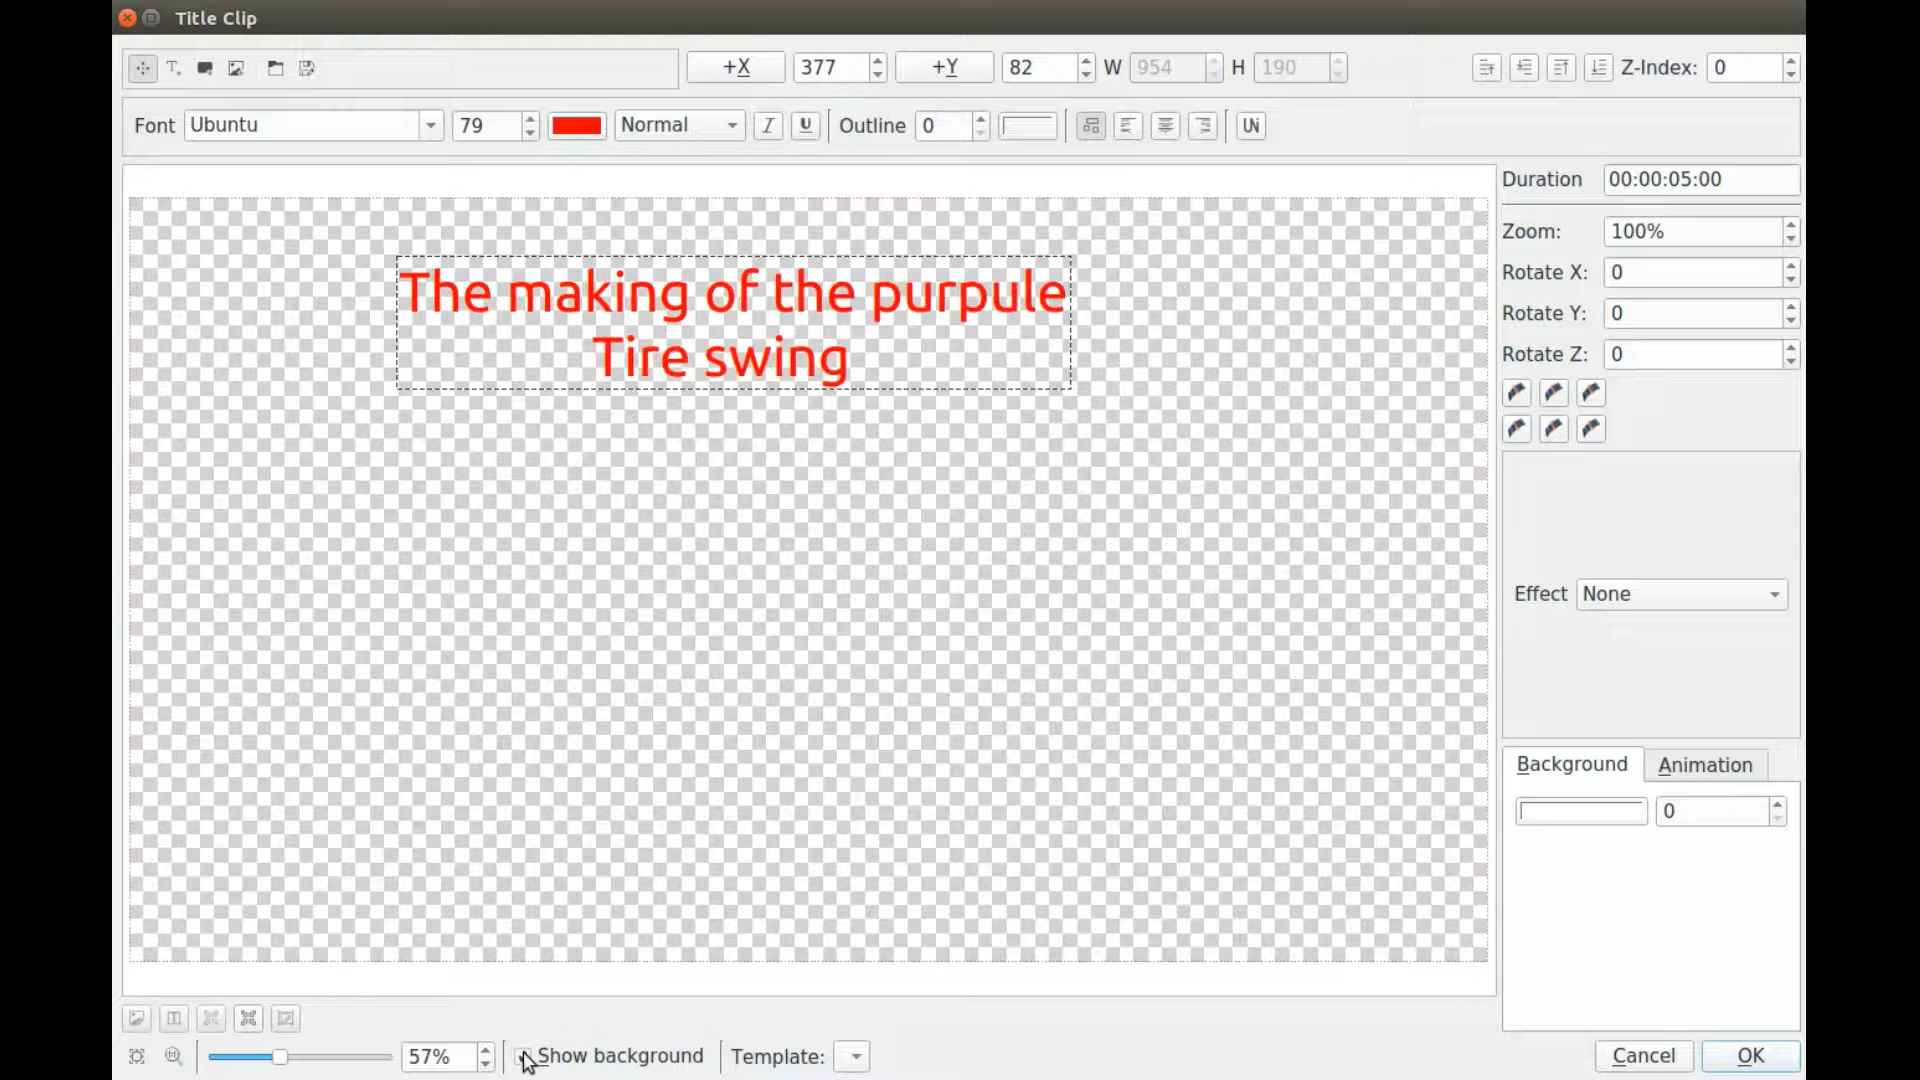 Title Clip
+X 377 +Y 82 W 954 H 190 Z-Index: 0
Font Ubuntu 79 Normal I U Outline 0 UN
Duration 00:00:05:00
Zoom: 100%
Rotate X: 0
Rotate Y: 0
Rotate Z: 0
The making of the purpule
Tire swing
Effect None
Background Animation
0
57% Show background Template: Cancel OK